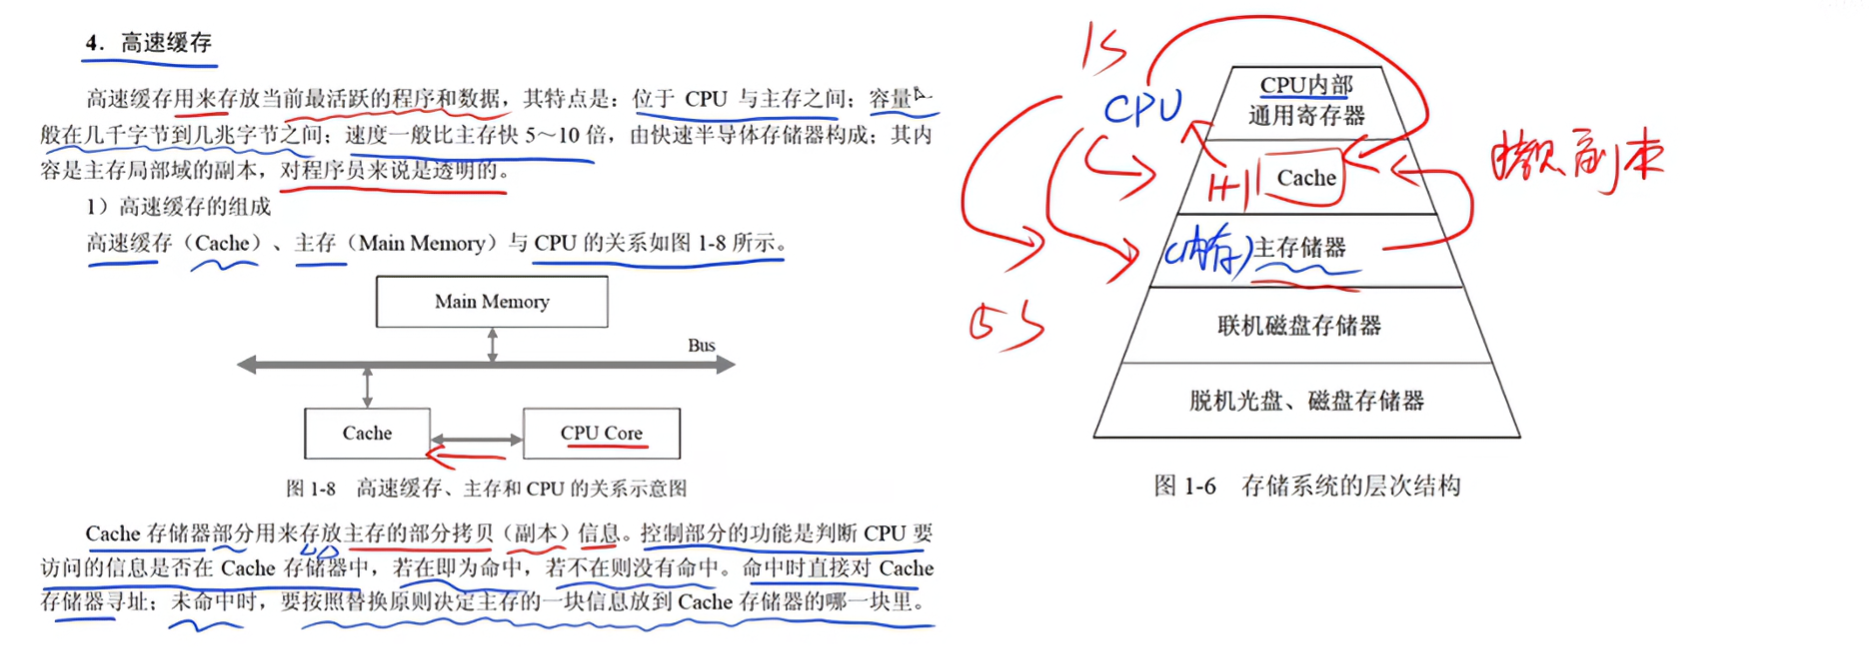 4．高速缓存
高速缓存用来存放当前最活跃的程序和数据，其特点是：位于 CPU 与主存之间；容量一
般在几千字节到几兆字节之间；速度一般比主存快 5～10 倍，由快速半导体存储器构成；其内
容是主存局部域的副本，对程序员来说是透明的。
1）高速缓存的组成
高速缓存（Cache）、主存（Main Memory）与 CPU 的关系如图 1-8 所示。
Main Memory
Bus
Cache
CPU Core
图 1-8 高速缓存、主存和 CPU 的关系示意图
Cache 存储器部分用来存放主存的部分拷贝（副本）信息。控制部分的功能是判断 CPU 要
访问的信息是否在 Cache 存储器中，若在即为命中，若不在则没有命中。命中时直接对 Cache
存储器寻址；未命中时，要按照替换原则决定主存的一块信息放到 Cache 存储器的哪一块里。
1S
CPU
CPU内部
通用寄存器
1+1
Cache
副本
(内存)主存储器
5S
联机磁盘存储器
脱机光盘、磁盘存储器
图 1-6 存储系统的层次结构